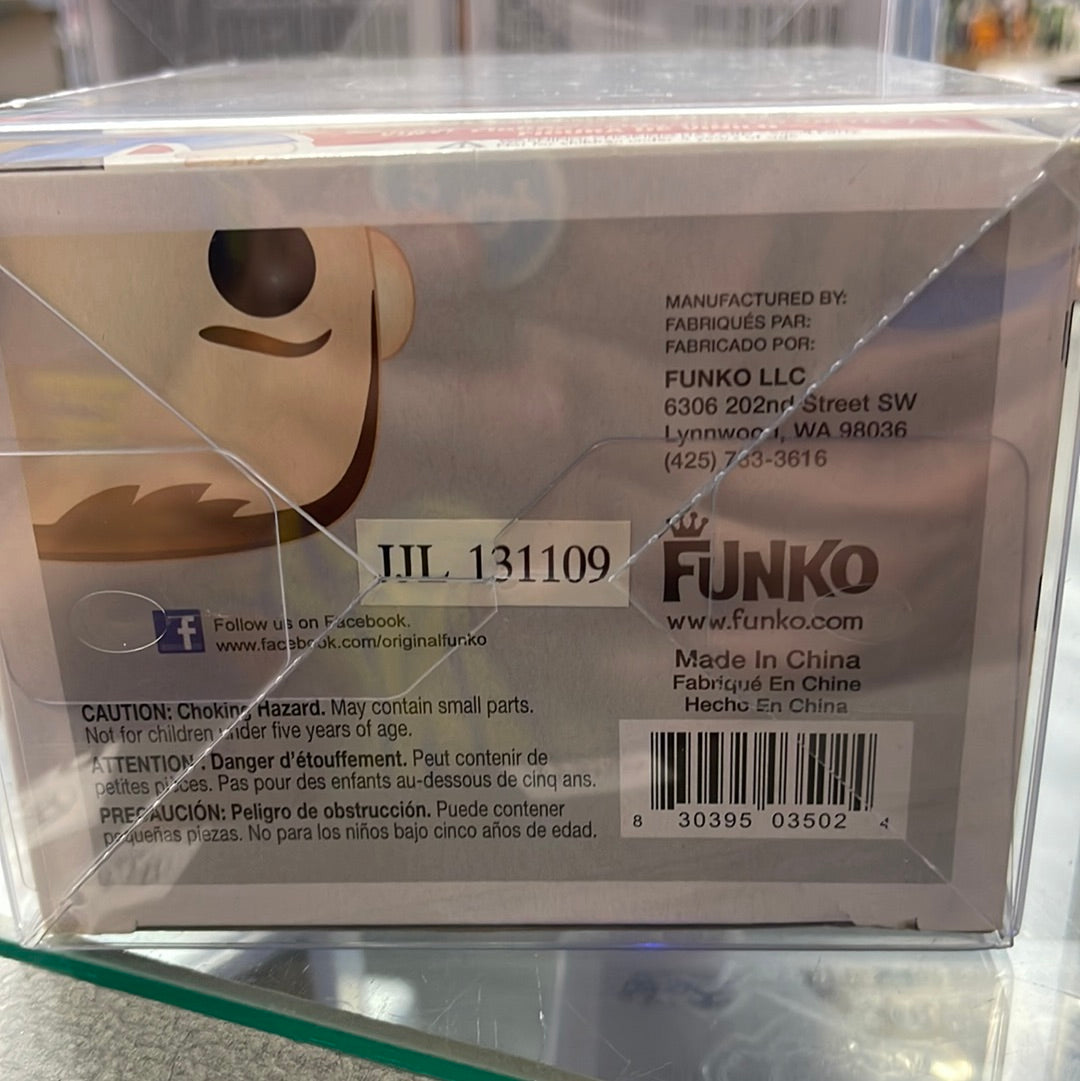 MANUFACTURED BY:
FABRIQUÉS PAR:
FABRICADO POR:
FUNKO LLC
6306 202nd Street SW
Lynnwood, WA 98036
(425) 783-3616
JJL 131109
FUNKO
www.funko.com
Made In China
Fabriqué En Chine
Hecho En China
f Follow us on Facebook.
www.facebook.com/originalfunko
CAUTION: Choking Hazard. May contain small parts.
Not for children under five years of age.
ATTENTION : Danger d'étouffement. Peut contenir de
petites pièces. Pas pour des enfants au-dessous de cinq ans.
PRECAUCIÓN: Peligro de obstrucción. Puede contener
pequeñas piezas. No para los niños bajo cinco años de edad.
8 30395 03502 4